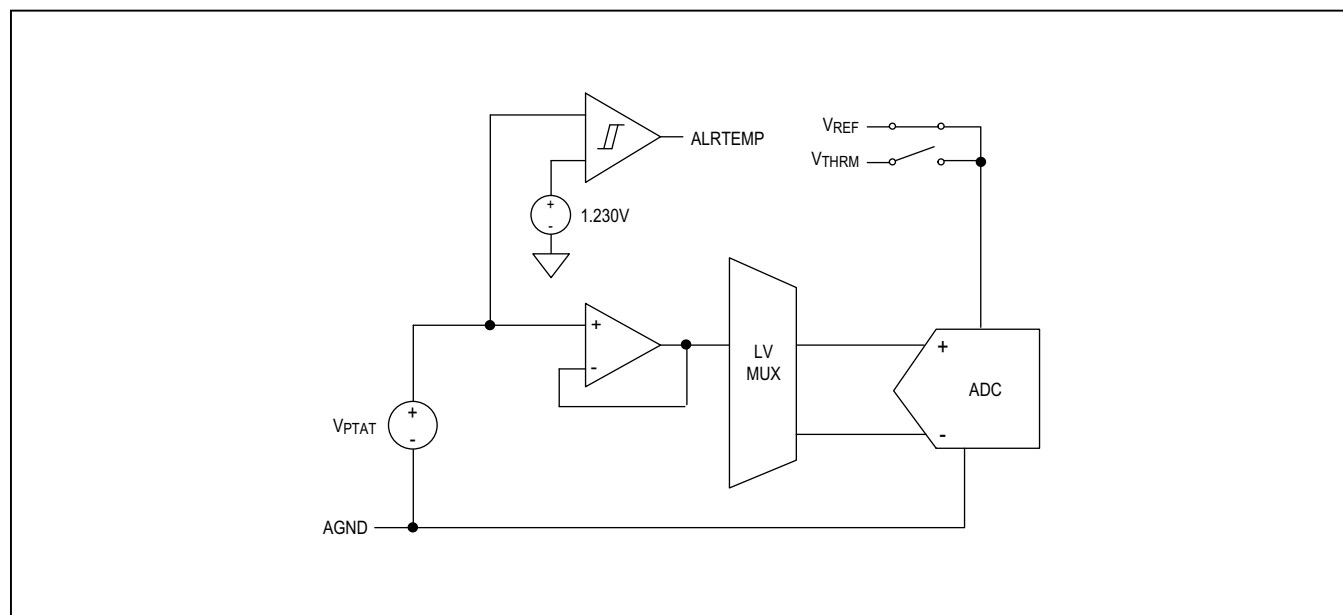 ALRTEMP
VREF
VTHRM
+
-
1.230V
+
-
LV
MUX
+
-
ADC
VPTAT
+
-
AGND